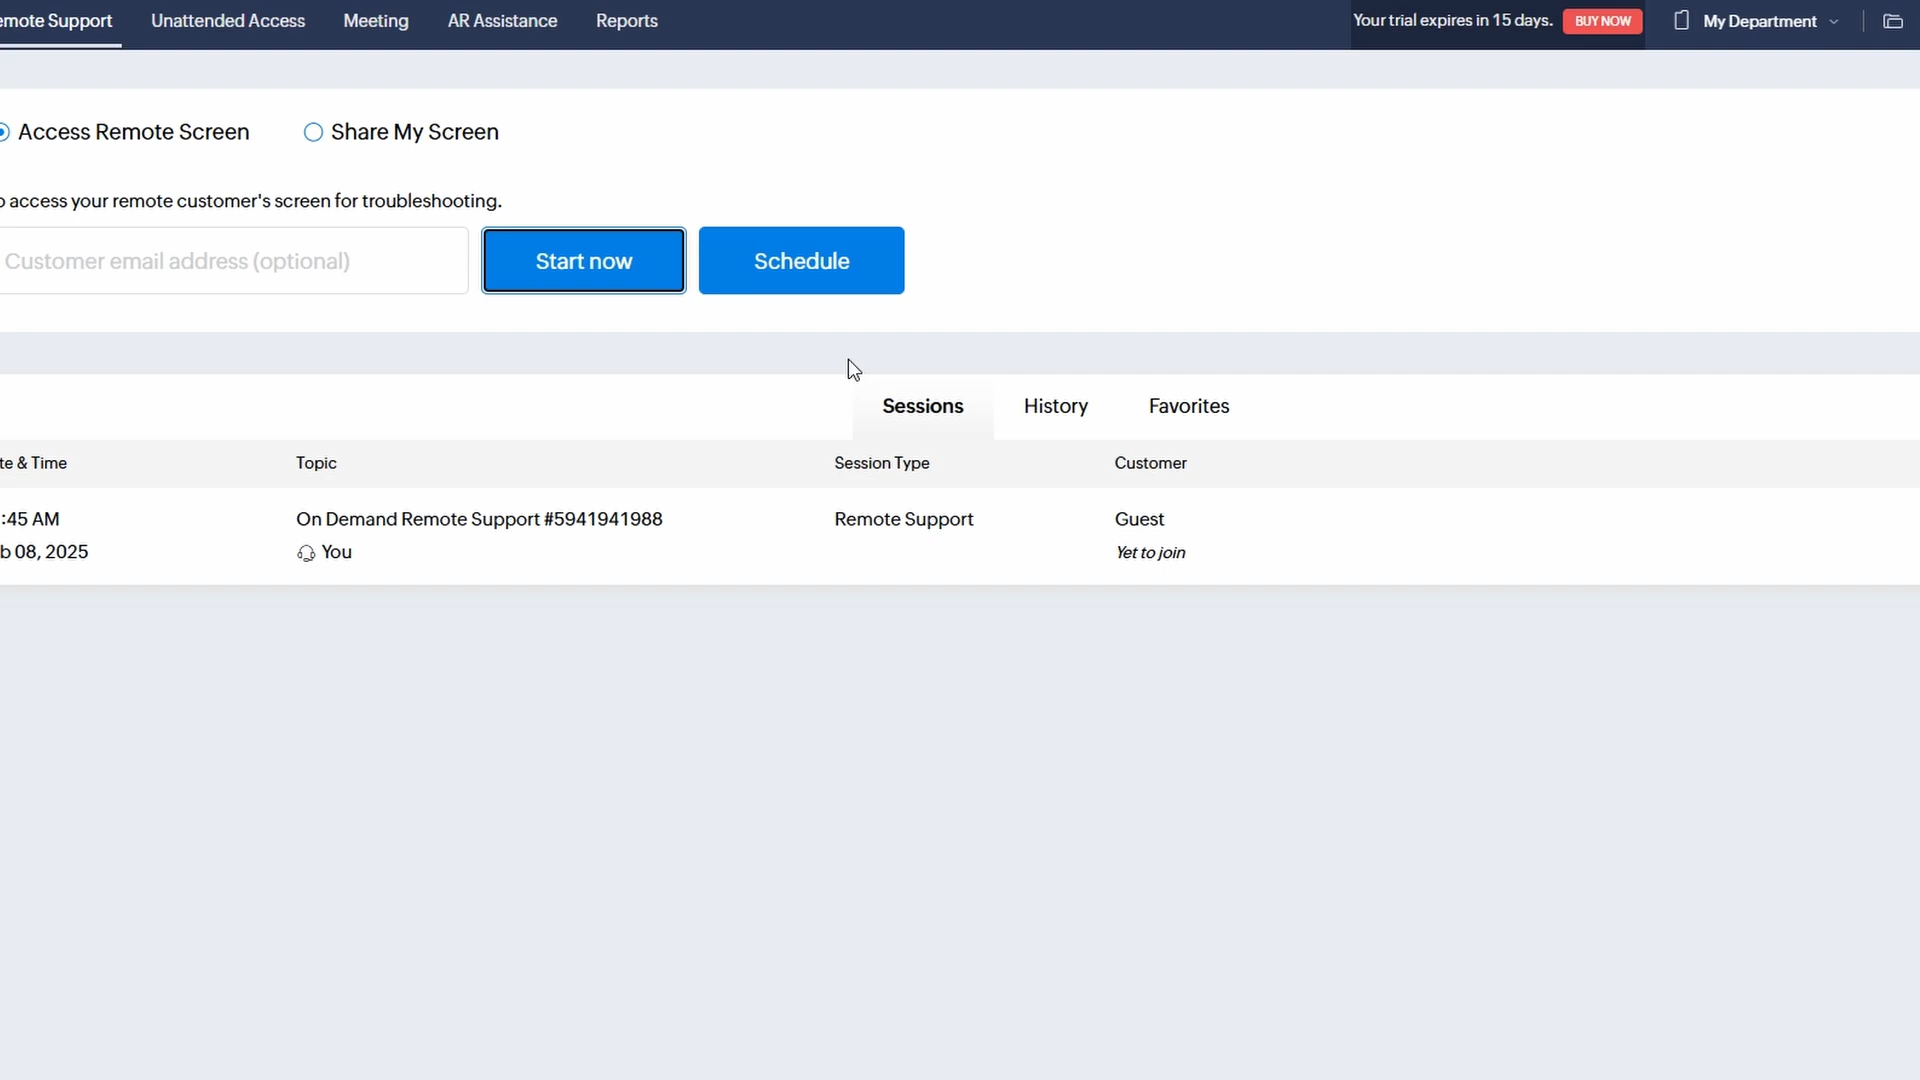 emote Support Unattended Access Meeting AR Assistance Reports Your trial expires in 15 days. BUY NOW My Department
Access Remote Screen Share My Screen
o access your remote customer's screen for troubleshooting.
Customer email address (optional) Start now Schedule
Sessions History Favorites
te & Time Topic Session Type Customer
:45 AM On Demand Remote Support #5941941988 Remote Support Guest
b 08, 2025 You Yet to join